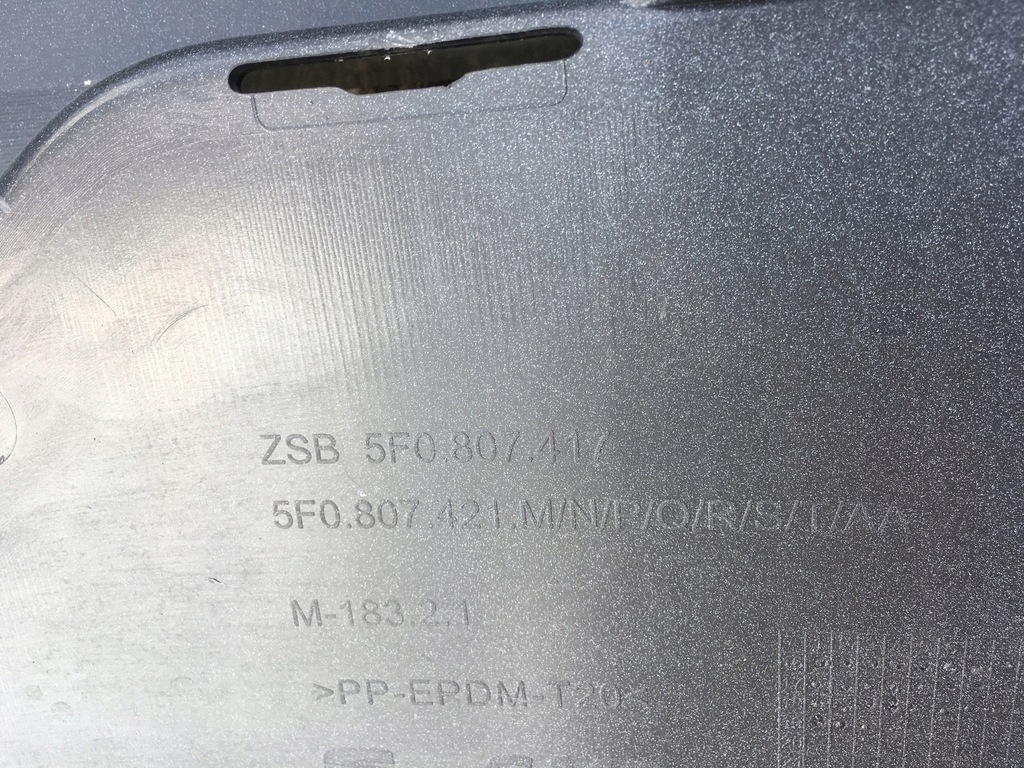 ZSB 5F0.807.417
5F0.807.421.M/N/P/Q/R/S/T/AA
M-183.2.1
>PP-EPDM-T20<